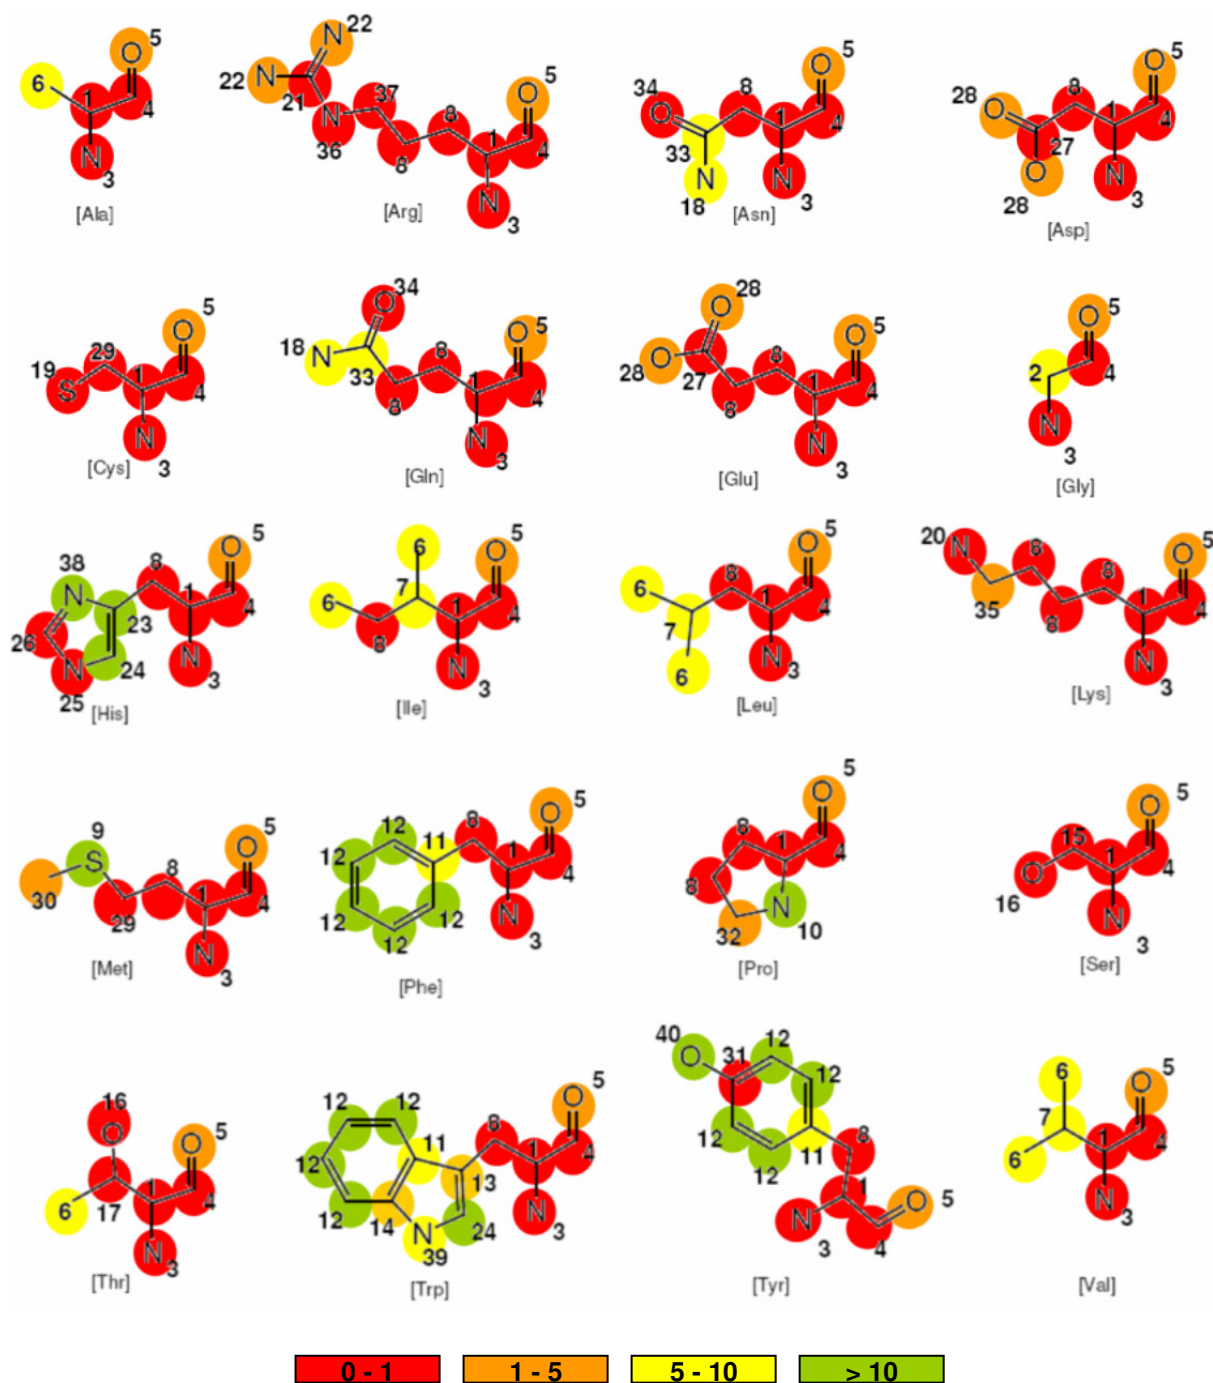 5
O
6
1
4
N
3
[Ala]
N 22
22 N
21
37
N
36
8
8
5
O
1
4
N
3
[Arg]
34
O
8
5
O
1
4
33
N
18
N
3
[Asn]
28
O
8
27
O
28
5
O
1
4
N
3
[Asp]
5
O
29
19 S
1
4
N
3
[Cys]
O 34
18 N
33
8
8
5
O
1
4
N
3
[Gln]
O 28
O
28
27
8
8
5
O
1
4
N
3
[Glu]
5
O
2
4
N
3
[Gly]
38
N
8
23
26
24
N
25
5
O
1
4
N
3
[His]
6
7
6
8
5
O
1
4
N
3
[Ile]
6
8
7
6
5
O
1
4
N
3
[Leu]
20 N
8
35
8
8
5
O
1
4
N
3
[Lys]
9
S
30
29
8
5
O
1
4
N
3
[Met]
12
11
12
12
12
12
8
5
O
1
4
N
3
[Phe]
5
O
8
1
4
8
N
32
10
[Pro]
5
O
15
1
4
O
16
N
3
[Ser]
16
O
5
O
6
17
1
4
N
3
[Thr]
12
12
11
12
12
14
N
39
13
24
8
5
O
1
4
N
3
[Trp]
40
O
31
12
12
12
12
11
8
1
N
3
4
O 5
[Tyr]
6
7
6
5
O
1
4
N
3
[Val]
0 - 1
1 - 5
5 - 10
> 10